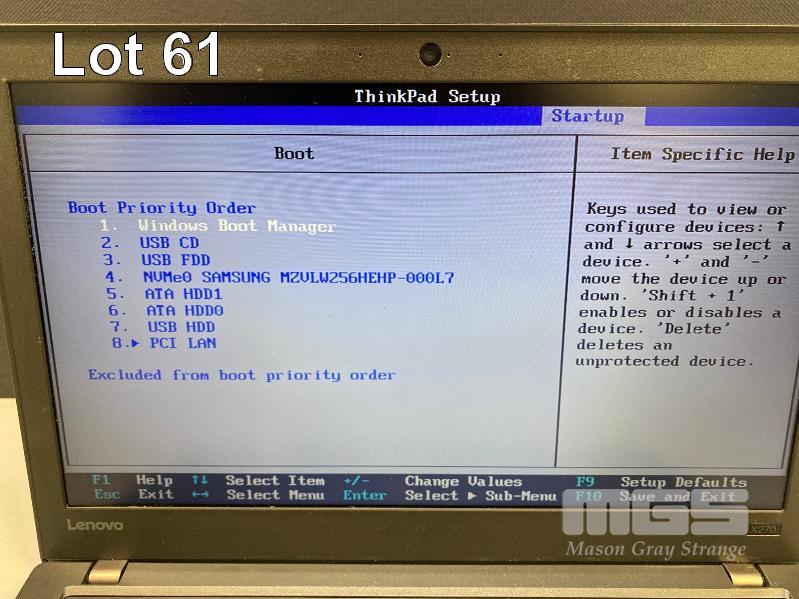 Lot 61
ThinkPad Setup
Startup
Boot
Item Specific Help
Boot Priority Order
1. Windows Boot Manager
2. USB CD
3. USB FDD
4. NVMe0 SAMSUNG MZVLW256HEHP-000L7
5. ATA HDD1
6. ATA HDD0
7. USB HDD
8.▶ PCI LAN
Excluded from boot priority order
Keys used to view or
configure devices: ↑
and ↓ arrows select a
device. '+' and '-'
move the device up or
down. 'Shift + 1'
enables or disables a
device. 'Delete'
deletes an
unprotected device.
F1 Help ↑↓ Select Item +/- Change Values F9 Setup Defaults
Esc Exit ←→ Select Menu Enter Select ▶ Sub-Menu F10 Save and Exit
Lenovo
X270
MGS
Mason Gray Strange